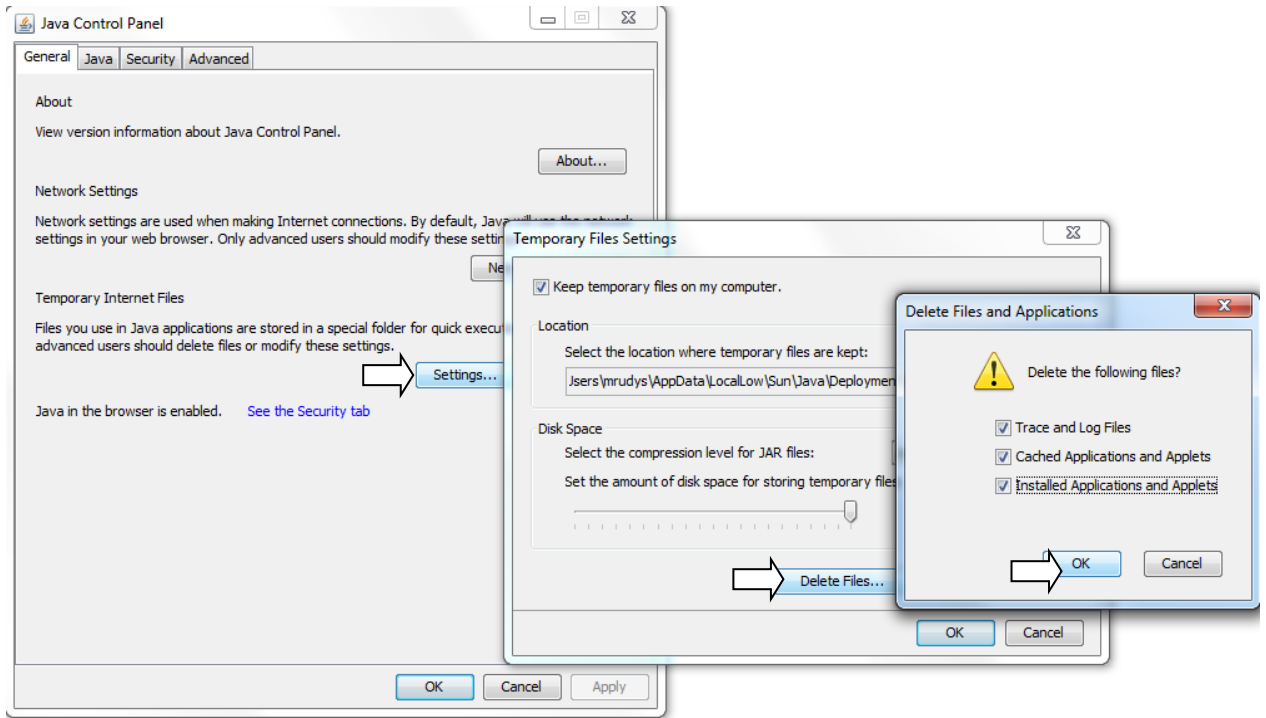 Java Control Panel
General Java Security Advanced
About
View version information about Java Control Panel.
About...
Network Settings
Network settings are used when making Internet connections. By default, Java will use the network
settings in your web browser. Only advanced users should modify these settin
Ne
Temporary Internet Files
Files you use in Java applications are stored in a special folder for quick execut
advanced users should delete files or modify these settings.
Settings...
Java in the browser is enabled. See the Security tab
OK Cancel Apply
Temporary Files Settings
Keep temporary files on my computer.
Location
Select the location where temporary files are kept:
Jsers\mrudys\AppData\LocalLow\Sun\Java\Deploymen
Disk Space
Select the compression level for JAR files:
Set the amount of disk space for storing temporary files
Delete Files...
OK Cancel
Delete Files and Applications
Delete the following files?
Trace and Log Files
Cached Applications and Applets
Installed Applications and Applets
OK Cancel